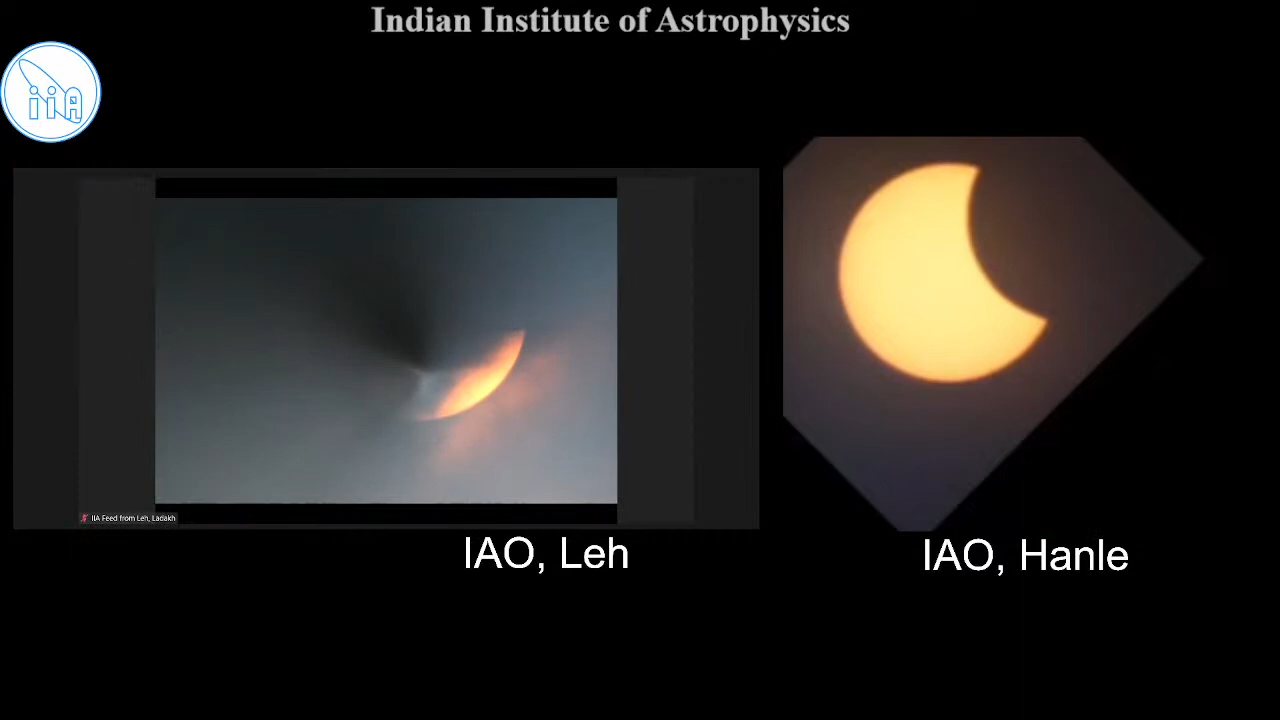 Indian Institute of Astrophysics
iiA
IIA Feed from Leh, Ladakh
IAO, Leh
IAO, Hanle